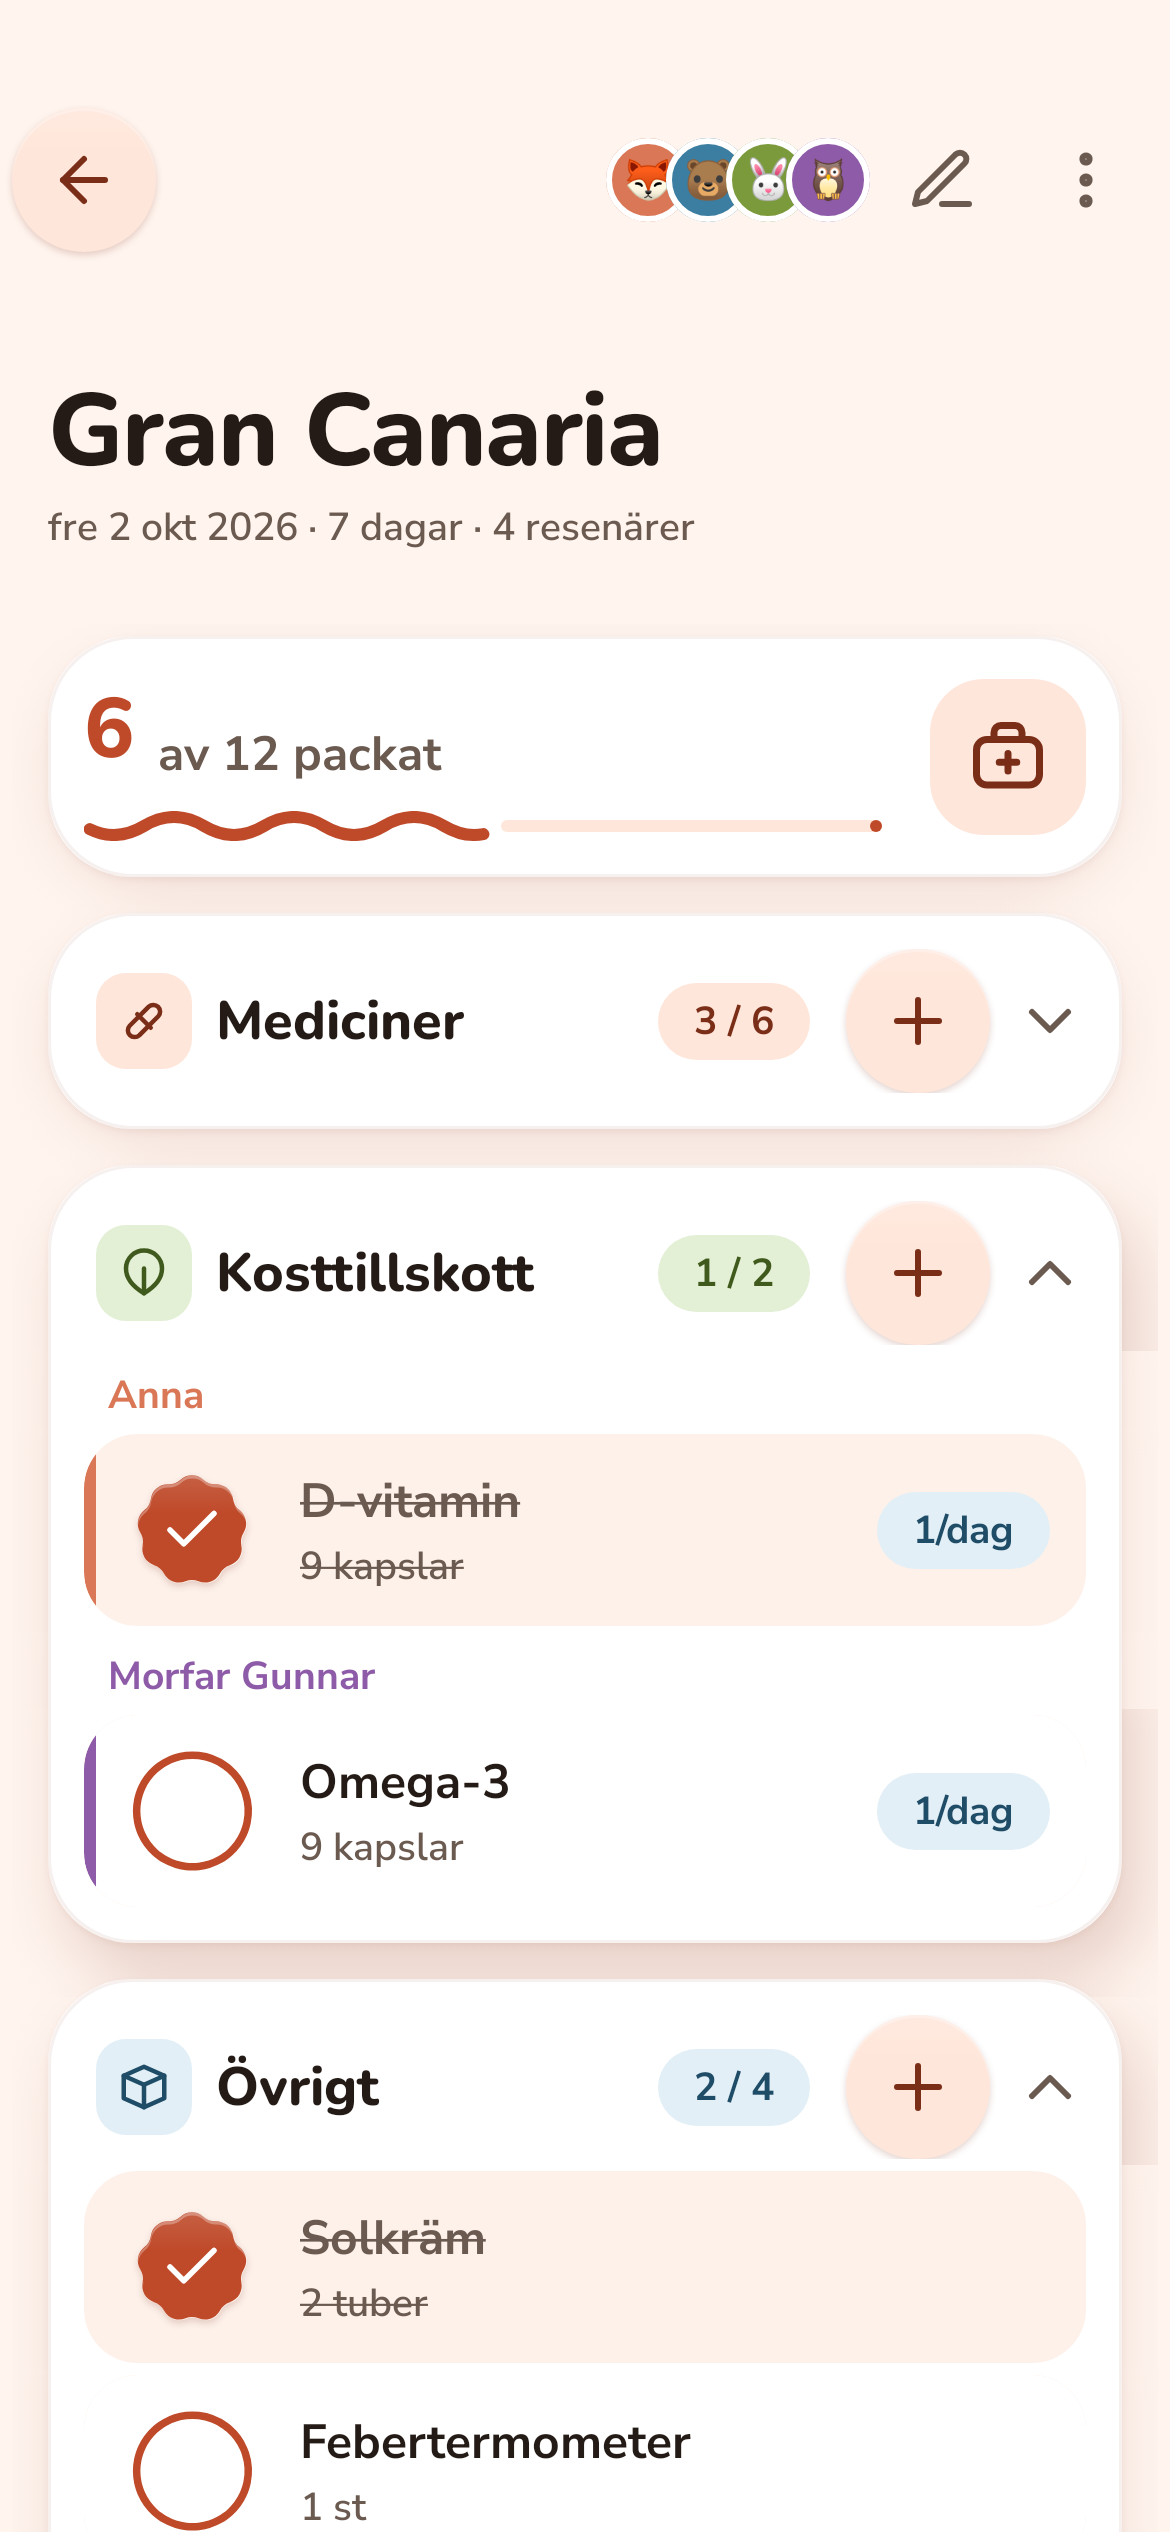 Gran Canaria
fre 2 okt 2026 · 7 dagar · 4 resenärer
6 av 12 packat
Mediciner 3 / 6
Kosttillskott 1 / 2
Anna
D-vitamin
9 kapslar
1/dag
Morfar Gunnar
Omega-3
9 kapslar
1/dag
Övrigt 2 / 4
Solkräm
2 tuber
Febertermometer
1 st